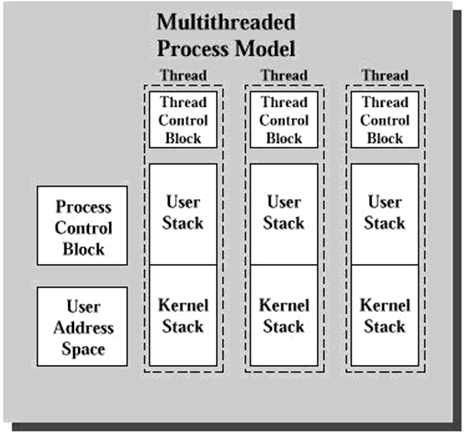 Multithreaded
Process Model
Thread
Thread
Thread
Thread
Control
Block
Thread
Control
Block
Thread
Control
Block
Process
Control
Block
User
Stack
User
Stack
User
Stack
User
Address
Space
Kernel
Stack
Kernel
Stack
Kernel
Stack